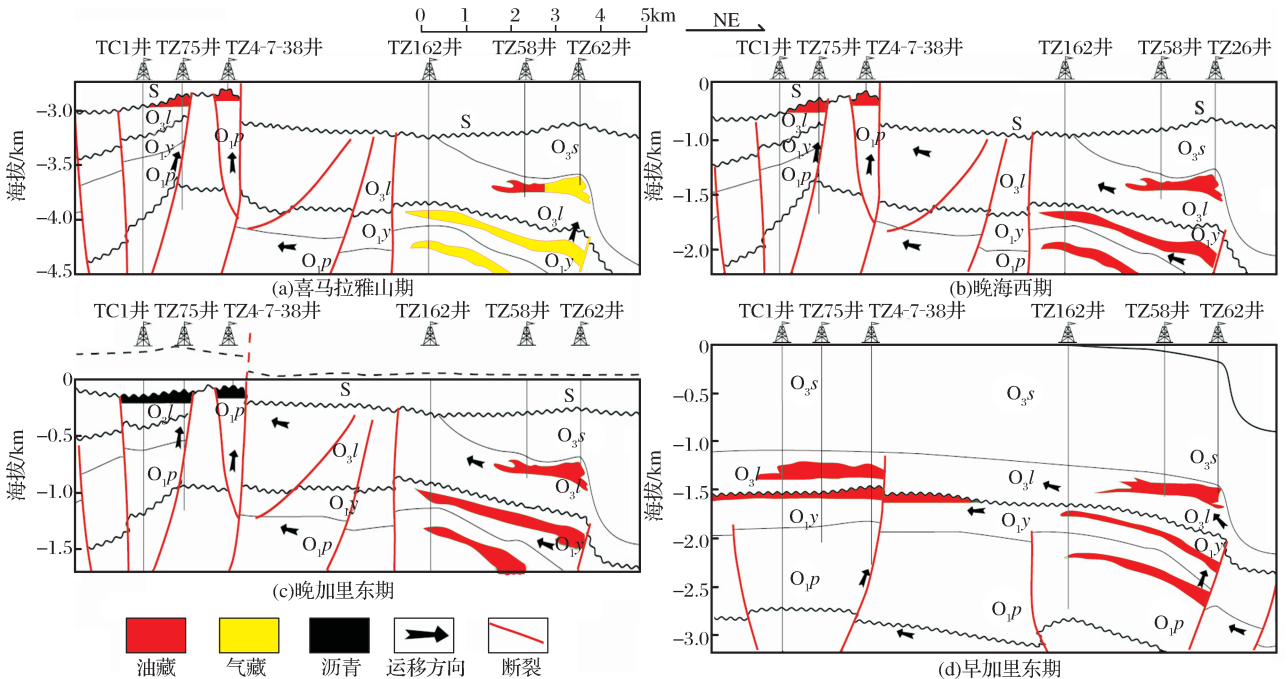 0 1 2 3 4 5km
NE
TC1井 TZ75井 TZ4-7-38井 TZ162井 TZ58井 TZ62井
海拔/km
-3.0
-3.5
-4.0
-4.5
S
S
O₃l
O₁y
O₁p
O₁p
O₃s
O₃l
O₃l
O₁y
O₁y
O₁p
(a)喜马拉雅山期
TC1井 TZ75井 TZ4-7-38井 TZ162井 TZ58井 TZ26井
海拔/km
0
-1.0
-1.5
-2.0
S
S
S
O₃l
O₁y
O₁p
O₁p
O₃s
O₃l
O₃l
O₁y
O₁y
O₁p
(b)晚海西期
TC1井 TZ75井 TZ4-7-38井 TZ162井 TZ58井 TZ62井
海拔/km
0
-0.5
-1.0
-1.5
S
S
O₃l
O₁p
O₁p
O₃s
O₃l
O₃l
O₁y
O₁y
O₁p
(c)晚加里东期
TC1井 TZ75井 TZ4-7-38井 TZ162井 TZ58井 TZ62井
海拔/km
0
-0.5
-1.0
-1.5
-2.0
-2.5
-3.0
O₃s
O₃s
O₃s
O₃l
O₃l
O₃l
O₁y
O₁y
O₁y
O₁p
O₁p
O₁p
(d)早加里东期
油藏 气藏 沥青 运移方向 断裂